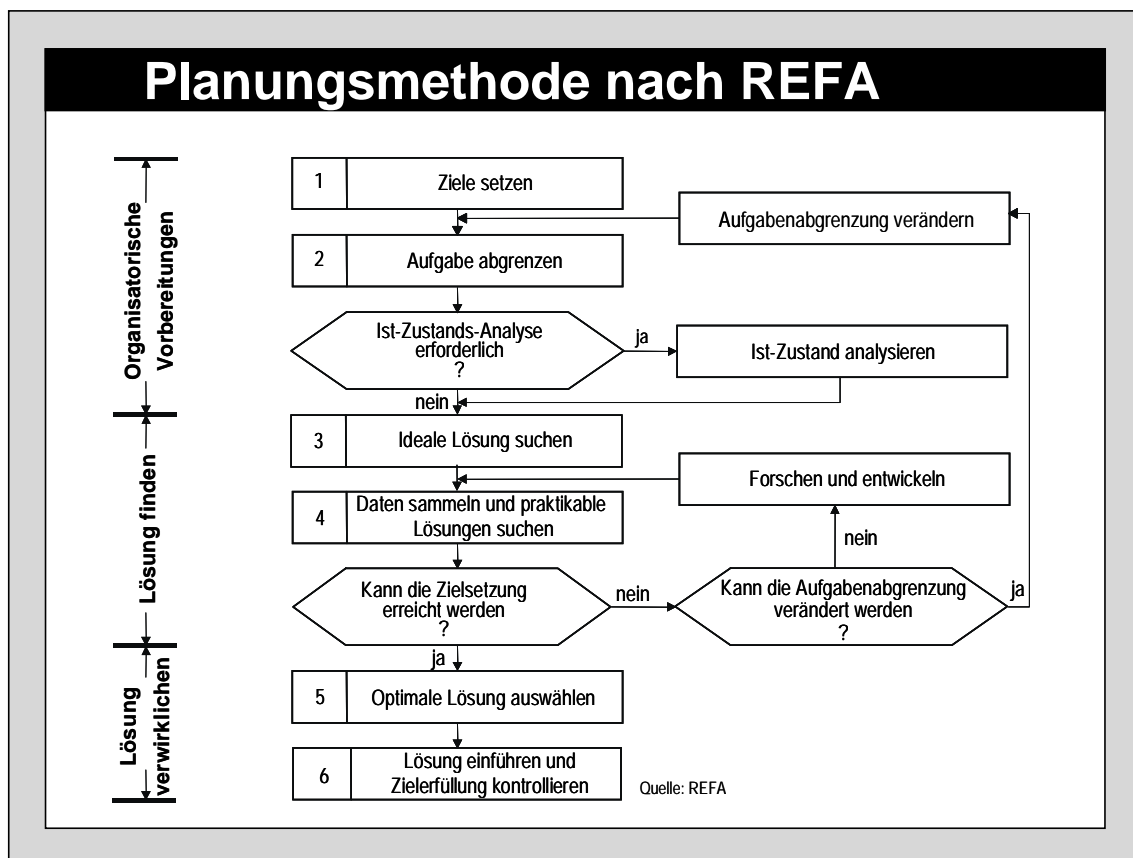 Planungsmethode nach REFA
Organisatorische
Vorbereitungen
1
Ziele setzen
Aufgabenabgrenzung verändern
2
Aufgabe abgrenzen
Ist-Zustands-Analyse
erforderlich
?
ja
Ist-Zustand analysieren
nein
Lösung finden
3
Ideale Lösung suchen
Forschen und entwickeln
4
Daten sammeln und praktikable
Lösungen suchen
nein
Kann die Zielsetzung
erreicht werden
?
nein
Kann die Aufgabenabgrenzung
verändert werden
?
ja
ja
Lösung
verwirklichen
5
Optimale Lösung auswählen
6
Lösung einführen und
Zielerfüllung kontrollieren
Quelle: REFA